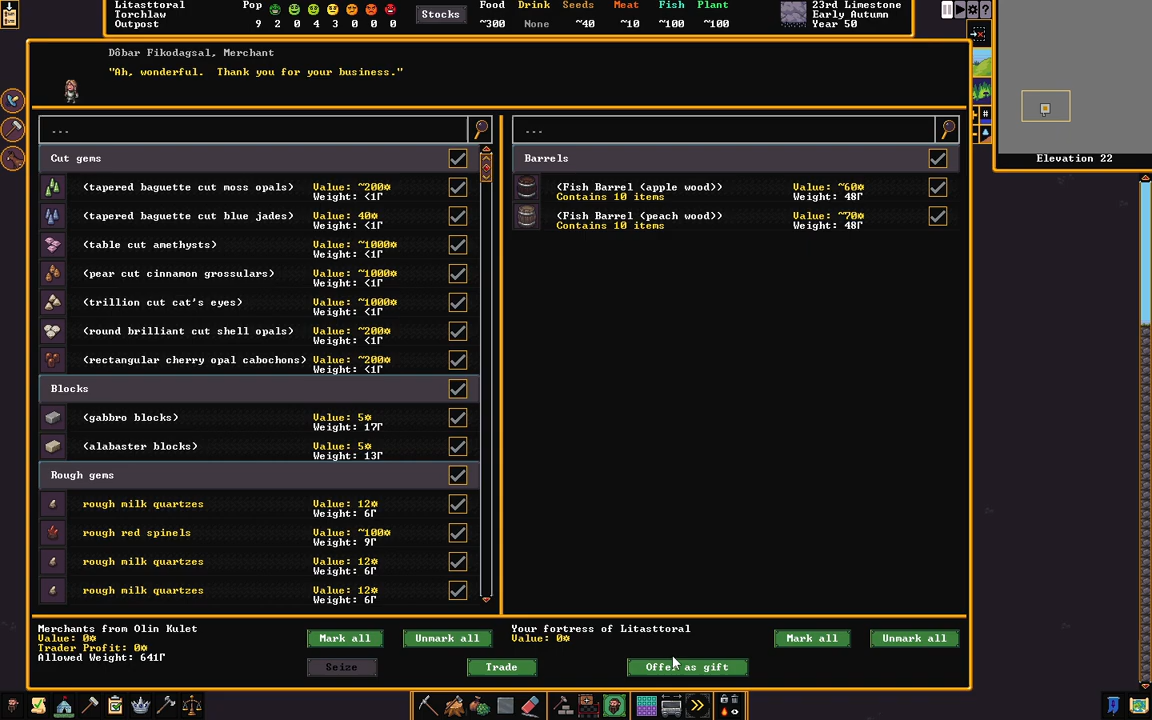 Litasttoral
Torchlaw
Outpost
Pop
9 2 0 4 3 0 0 0
Stocks
Food Drink Seeds Meat Fish Plant
~300 None ~40 ~10 ~100 ~100
23rd Limestone
Early Autumn
Year 50
Elevation 22
Dôbar Fikodagsal, Merchant
"Ah, wonderful. Thank you for your business."
...
Cut gems
(tapered baguette cut moss opals) Value: ~200☼
Weight: <1Γ
(tapered baguette cut blue jades) Value: 40☼
Weight: <1Γ
(table cut amethysts) Value: ~1000☼
Weight: <1Γ
(pear cut cinnamon grossulars) Value: ~1000☼
Weight: <1Γ
(trillion cut cat's eyes) Value: ~1000☼
Weight: <1Γ
(round brilliant cut shell opals) Value: ~200☼
Weight: <1Γ
(rectangular cherry opal cabochons) Value: ~200☼
Weight: <1Γ
Blocks
(gabbro blocks) Value: 5☼
Weight: 17Γ
(alabaster blocks) Value: 5☼
Weight: 13Γ
Rough gems
rough milk quartzes Value: 12☼
Weight: 6Γ
rough red spinels Value: ~100☼
Weight: 9Γ
rough milk quartzes Value: 12☼
Weight: 6Γ
rough milk quartzes Value: 12☼
Weight: 6Γ
...
Barrels
(Fish Barrel (apple wood)) Value: ~60☼
Contains 10 items Weight: 48Γ
(Fish Barrel (peach wood)) Value: ~70☼
Contains 10 items Weight: 48Γ
Merchants from Olin Kulet
Value: 0☼
Trader Profit: 0☼
Allowed Weight: 641Γ
Mark all
Unmark all
Seize
Trade
Your fortress of Litasttoral
Value: 0☼
Mark all
Unmark all
Offer as gift